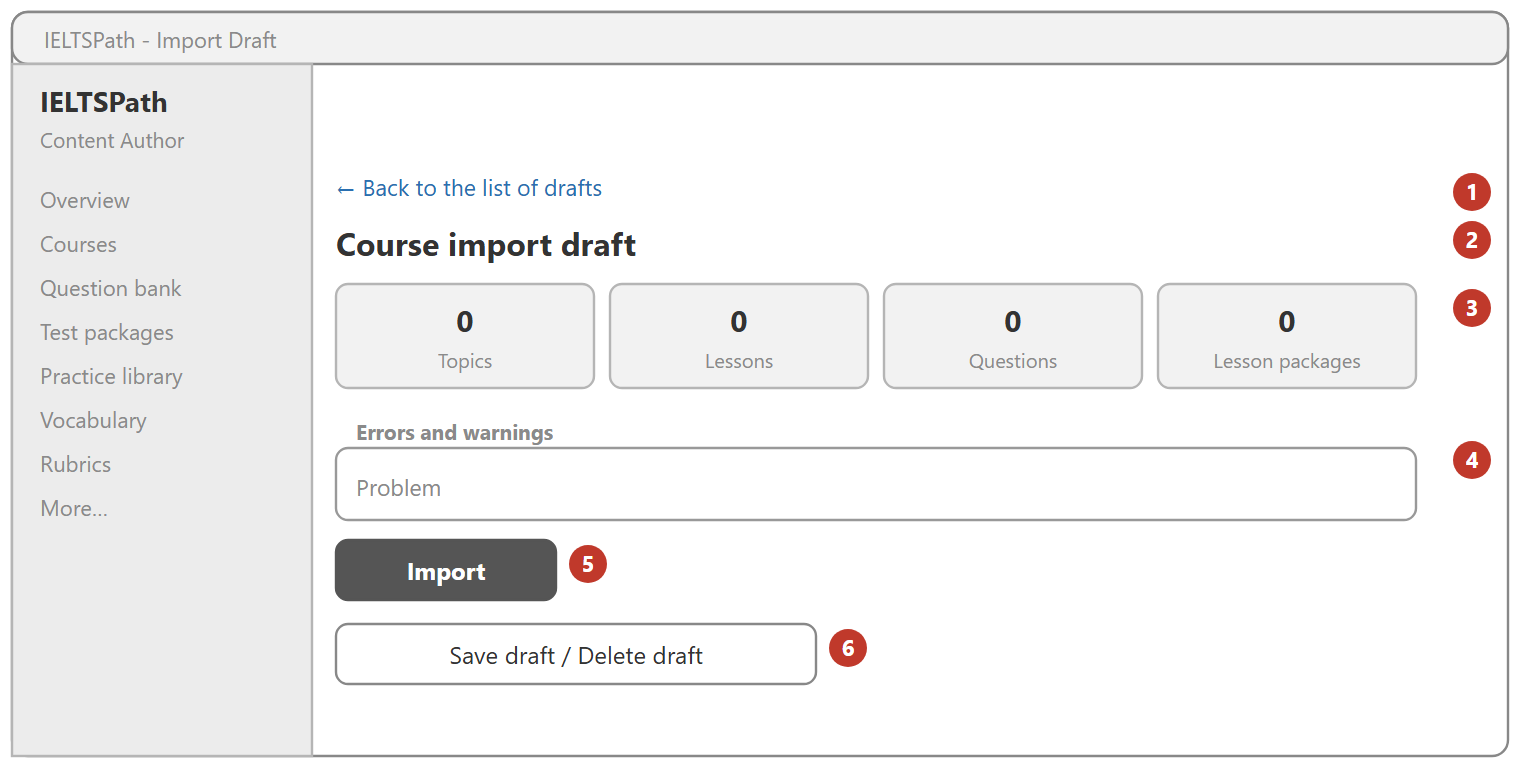 IELTSPath - Import Draft
IELTSPath
Content Author
Overview
Courses
Question bank
Test packages
Practice library
Vocabulary
Rubrics
More...
← Back to the list of drafts
1
Course import draft
2
0
Topics
0
Lessons
0
Questions
0
Lesson packages
3
Errors and warnings
Problem
4
Import
5
Save draft / Delete draft
6